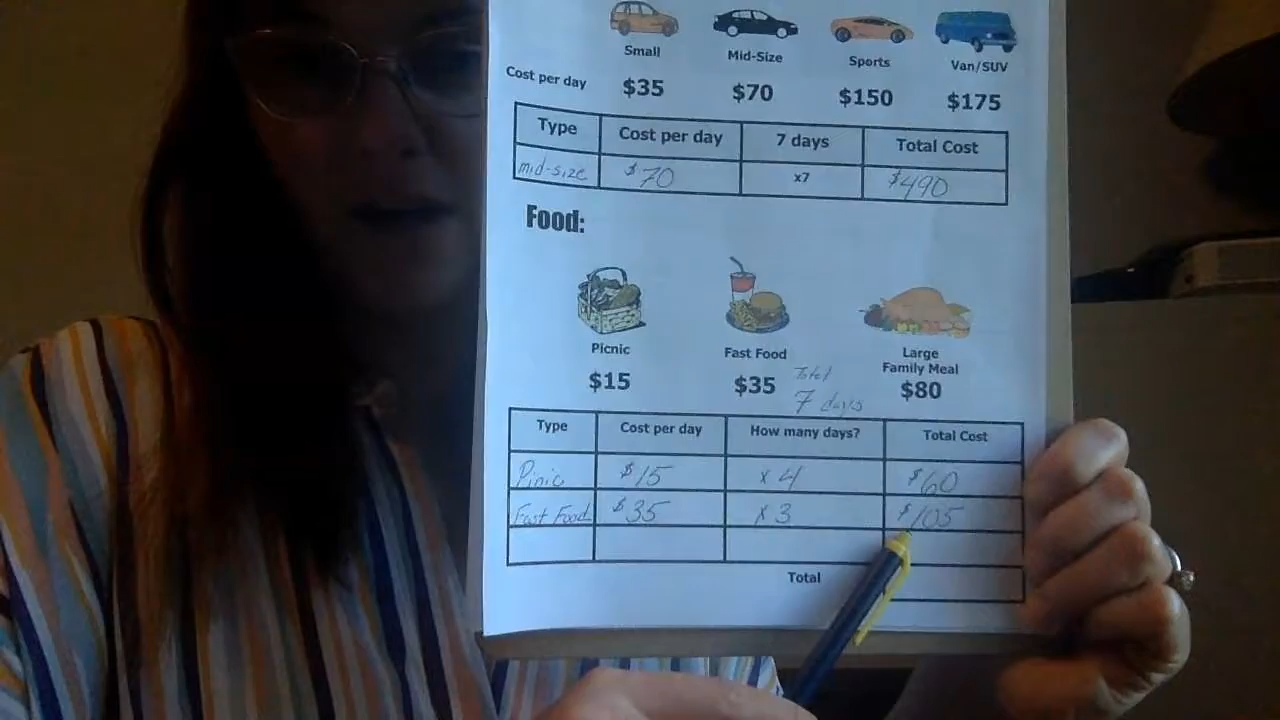 Small Mid-Size Sports Van/SUV
Cost per day $35 $70 $150 $175
Type Cost per day 7 days Total Cost
mid-size $70 x7 $490
Food:
Picnic Fast Food Large
Family Meal
$15 $35 Total $80
7 days
Type Cost per day How many days? Total Cost
Pinic $15 x 4 $60
Fast Food $35 x 3 $105
Total